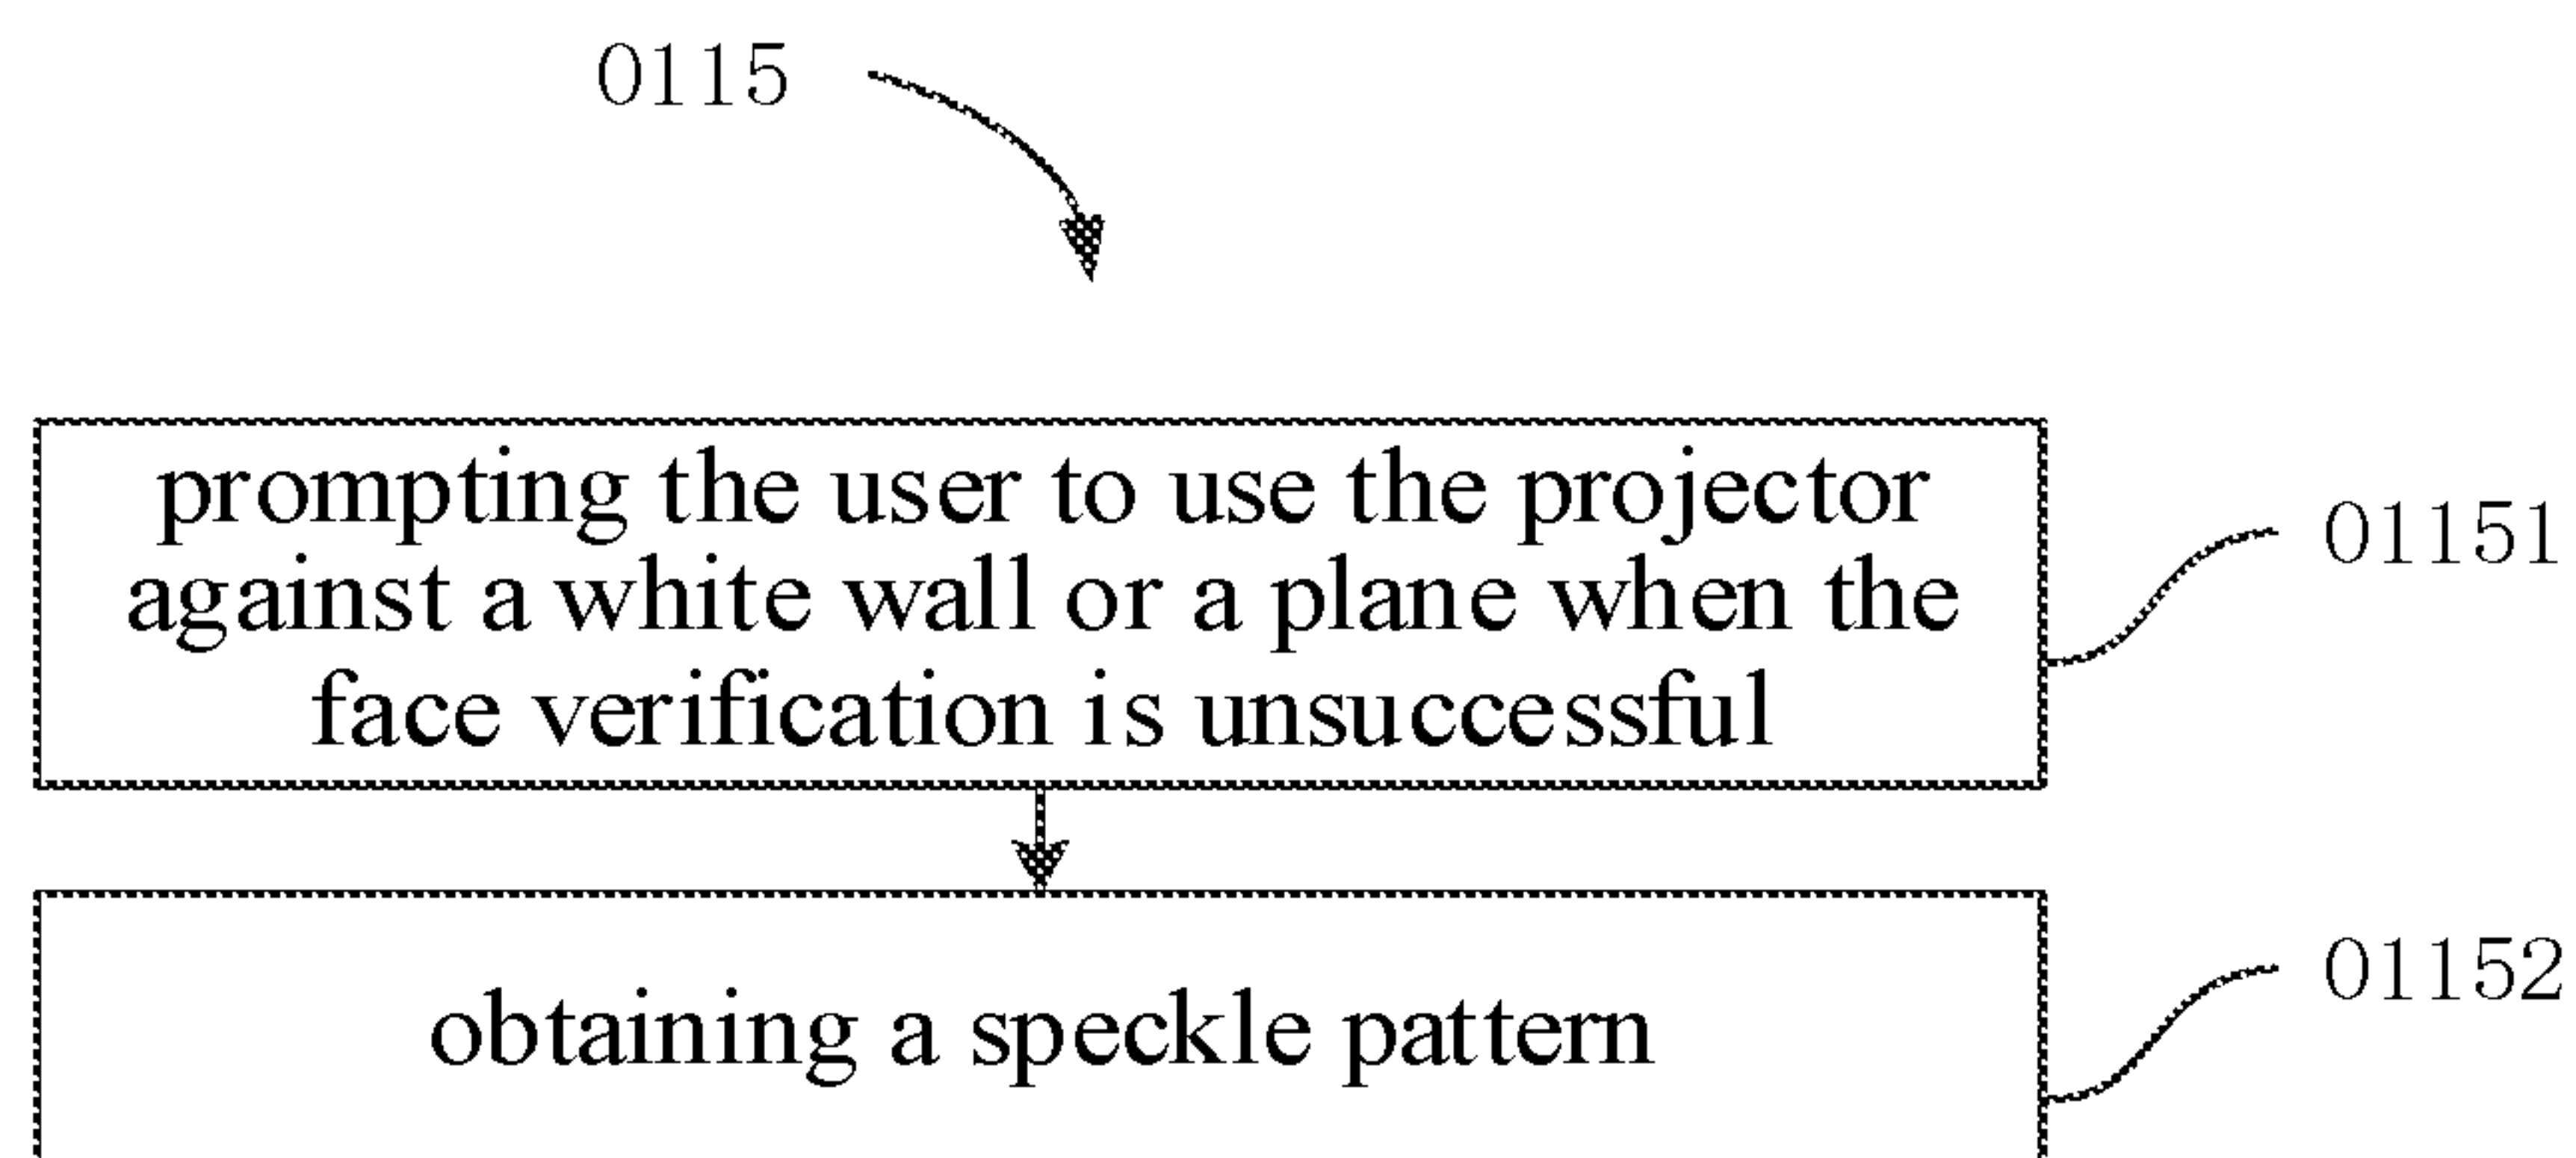 0115
prompting the user to use the projector
against a white wall or a plane when the
face verification is unsuccessful
01151
obtaining a speckle pattern
01152